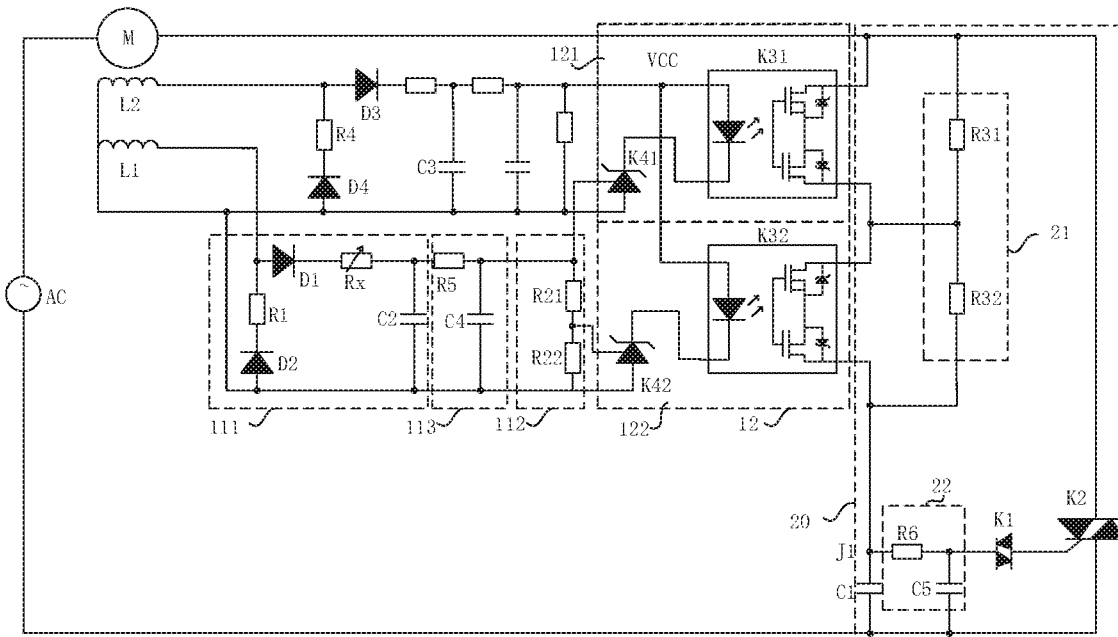 M
121
VCC
K31
L2
D3
R4
C3
K41
R31
L1
D4
K32
21
AC
D1
Rx
R5
R21
R32
R1
C2
C4
R22
D2
K42
111
113
112
122
12
22
K2
20
K1
J1
R6
C1
C5